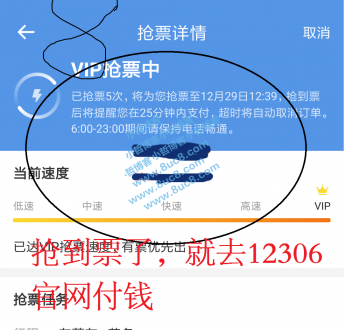 抢票详情
取消
VIP抢票中
已抢票5次，将为您抢票至12月29日12:39，抢到票
后将提醒您在25分钟内支付，超时将自动取消订单。
6:00-23:00期间请保持电话畅通。
当前速度
低速
中速
快速
高速
VIP
已达VIP抢票速度，有票优先出
抢到票了，就去12306
官网付钱
抢票任务